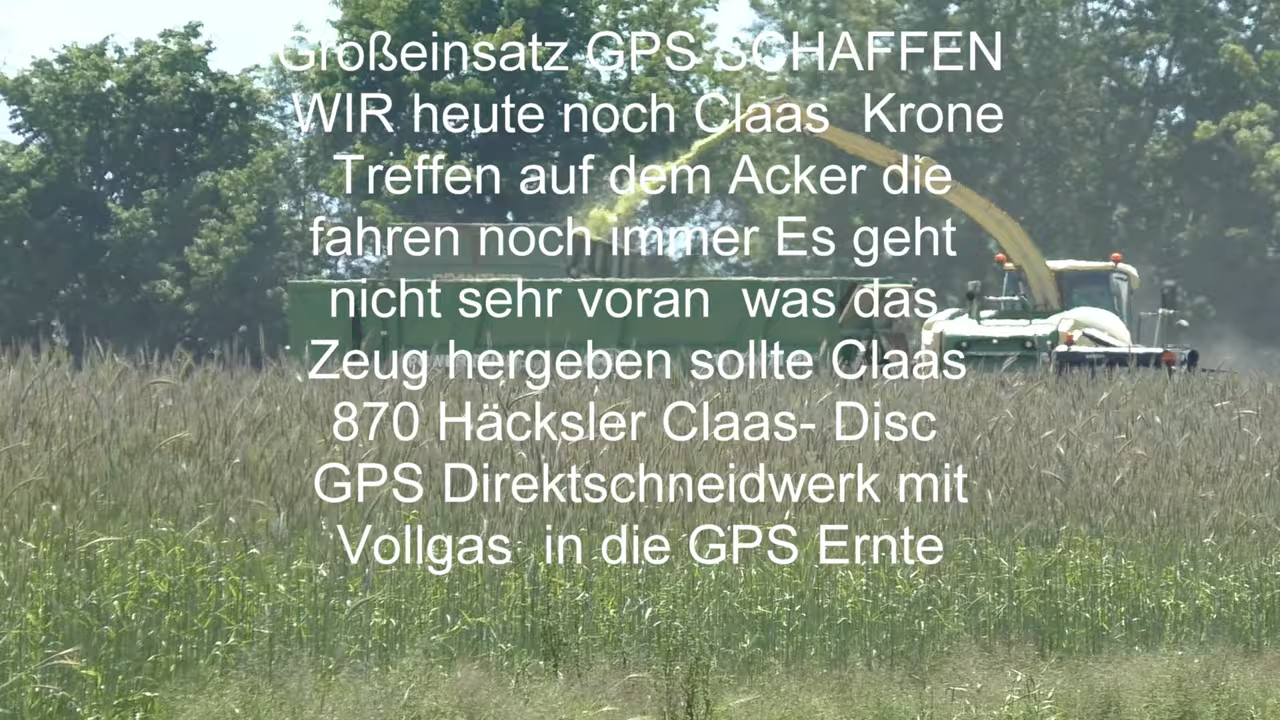 Großeinsatz GPS SCHAFFEN
WIR heute noch Claas  Krone
Treffen auf dem Acker die
fahren noch immer Es geht
nicht sehr voran  was das
Zeug hergeben sollte Claas
870 Häcksler Claas- Disc
GPS Direktschneidwerk mit
Vollgas  in die GPS Ernte